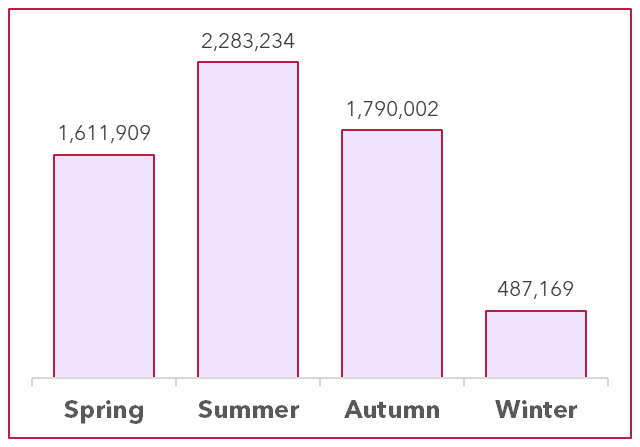 2,283,234
1,790,002
1,611,909
487,169
Spring Summer Autumn Winter